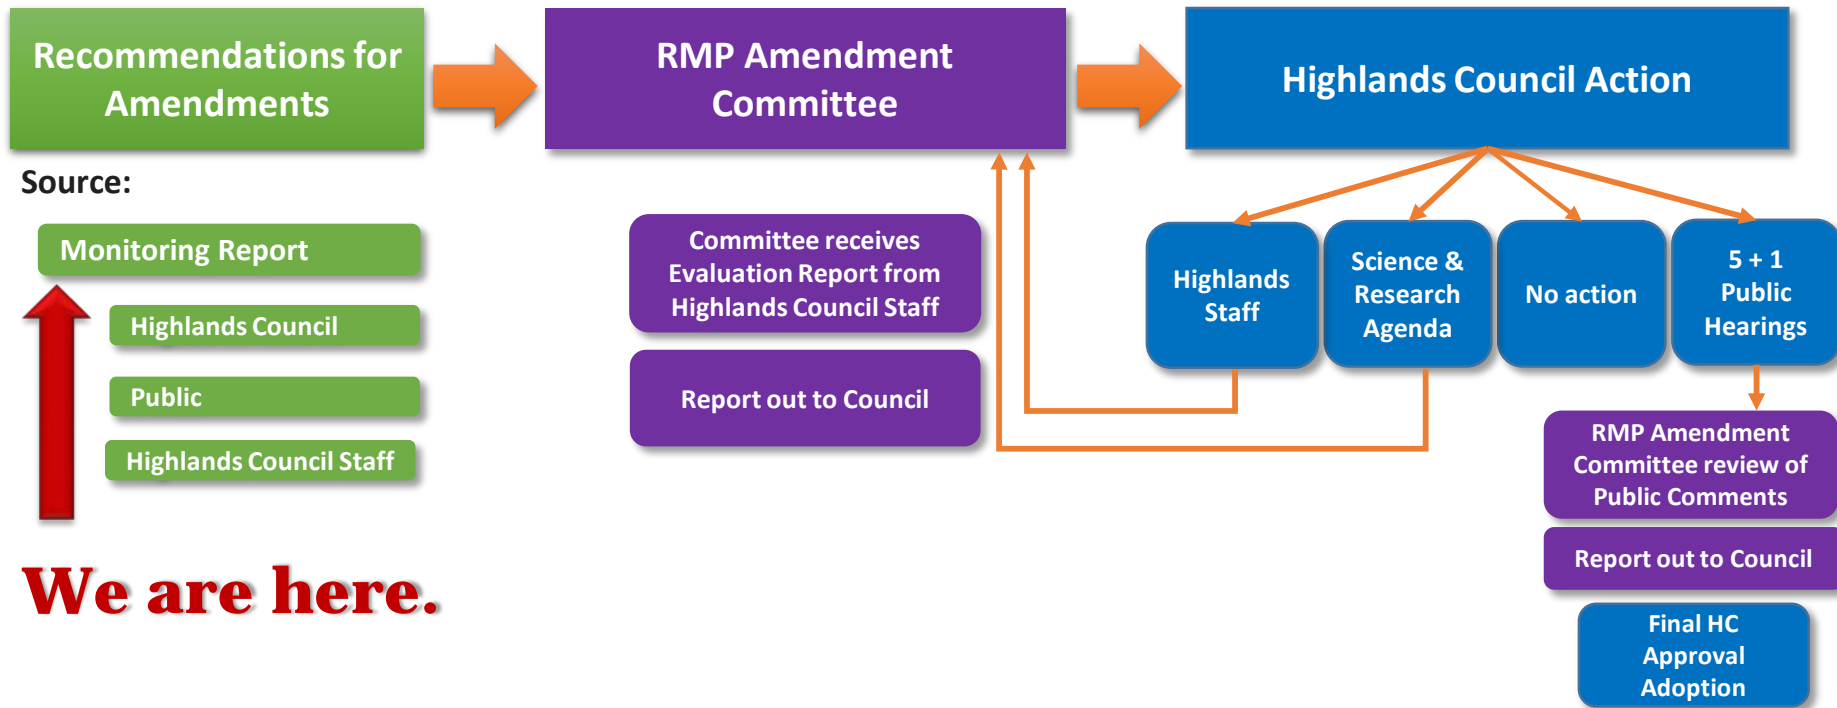 Recommendations for
Amendments
RMP Amendment
Committee
Highlands Council Action
Source:
Monitoring Report
Highlands Council
Public
Highlands Council Staff
We are here.
Committee receives
Evaluation Report from
Highlands Council Staff
Report out to Council
Highlands
Staff
Science &
Research
Agenda
No action
5 + 1
Public
Hearings
RMP Amendment
Committee review of
Public Comments
Report out to Council
Final HC
Approval
Adoption